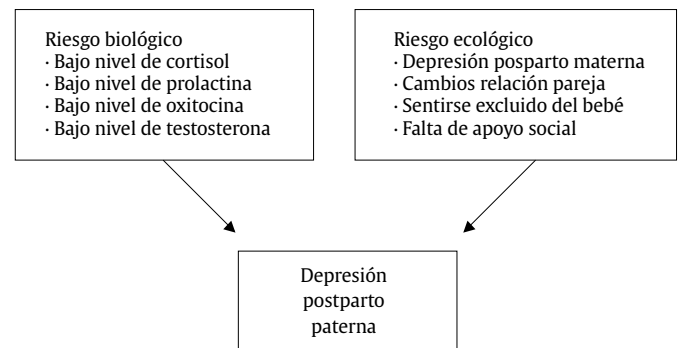 Riesgo biológico
· Bajo nivel de cortisol
· Bajo nivel de prolactina
· Bajo nivel de oxitocina
· Bajo nivel de testosterona
Riesgo ecológico
· Depresión posparto materna
· Cambios relación pareja
· Sentirse excluido del bebé
· Falta de apoyo social
Depresión
postparto
paterna